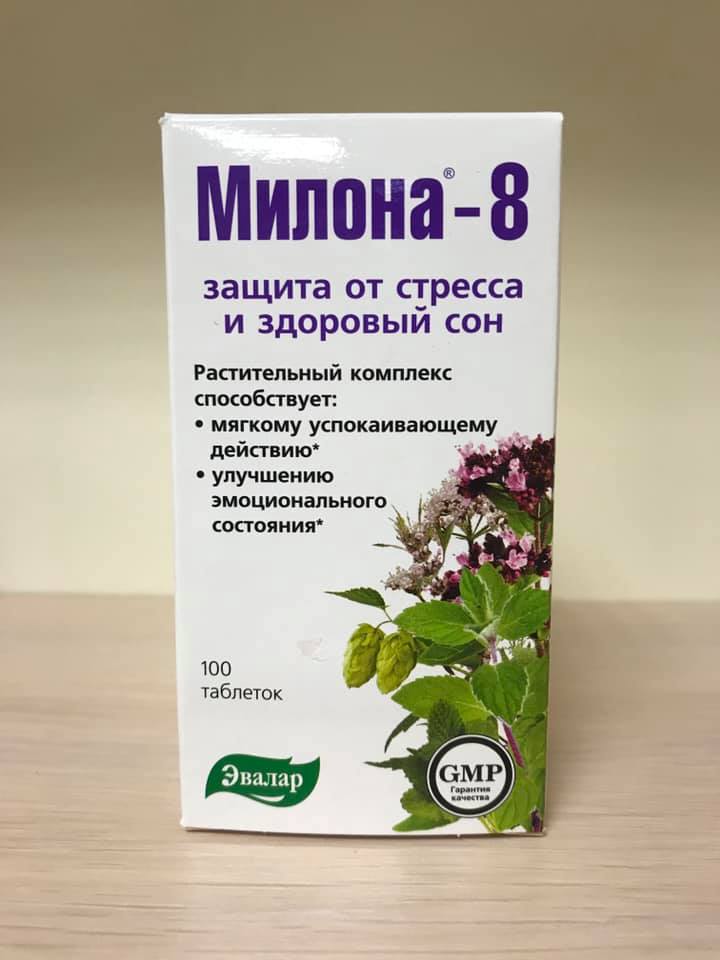 Милона®-8
защита от стресса
и здоровый сон
Растительный комплекс
способствует:
• мягкому успокаивающему
действию*
• улучшению
эмоционального
состояния*
100
таблеток
Эвалар
GMP
Гарантия
качества